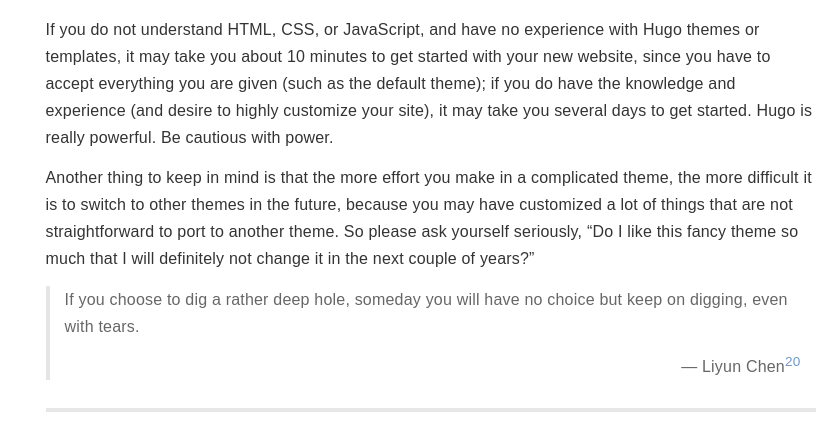 If you do not understand HTML, CSS, or JavaScript, and have no experience with Hugo themes or
templates, it may take you about 10 minutes to get started with your new website, since you have to
accept everything you are given (such as the default theme); if you do have the knowledge and
experience (and desire to highly customize your site), it may take you several days to get started. Hugo is
really powerful. Be cautious with power.
Another thing to keep in mind is that the more effort you make in a complicated theme, the more difficult it
is to switch to other themes in the future, because you may have customized a lot of things that are not
straightforward to port to another theme. So please ask yourself seriously, “Do I like this fancy theme so
much that I will definitely not change it in the next couple of years?”
If you choose to dig a rather deep hole, someday you will have no choice but keep on digging, even
with tears.
— Liyun Chen20